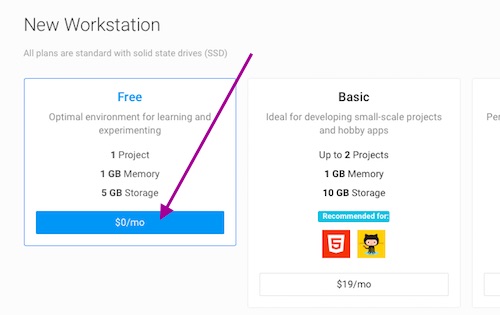 New Workstation
All plans are standard with solid state drives (SSD)
Free
Optimal environment for learning and
experimenting
1 Project
1 GB Memory
5 GB Storage
$0/mo
Basic
Ideal for developing small-scale projects
and hobby apps
Up to 2 Projects
1 GB Memory
10 GB Storage
Recommended for:
5
$19/mo